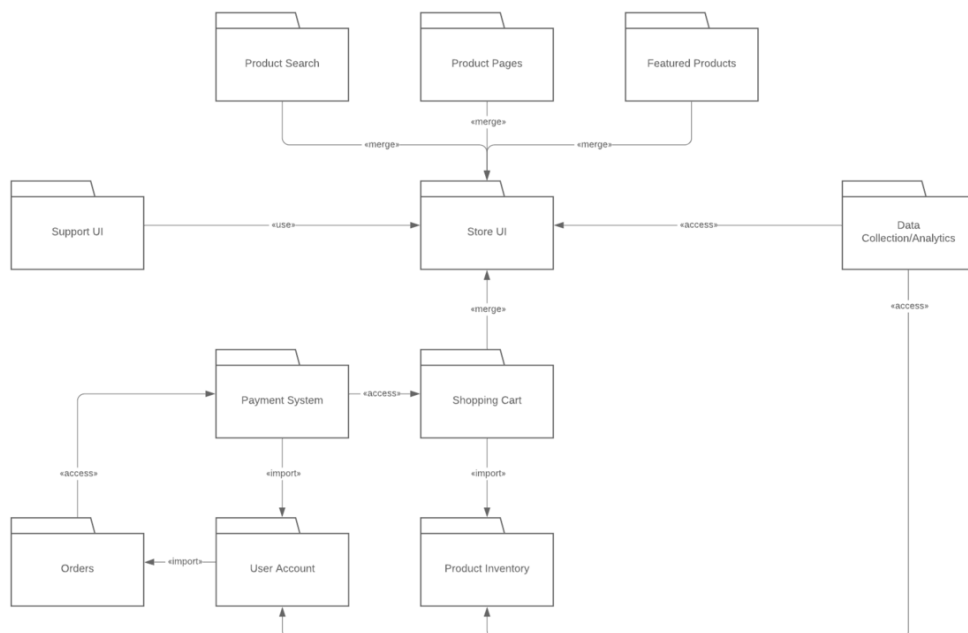 Product Search
Product Pages
Featured Products
«merge»
«merge»
«merge»
Support UI
«use»
Store UI
«access»
Data
Collection/Analytics
«merge»
«access»
Payment System
«access»
Shopping Cart
«access»
«import»
«import»
Orders
«import»
User Account
Product Inventory